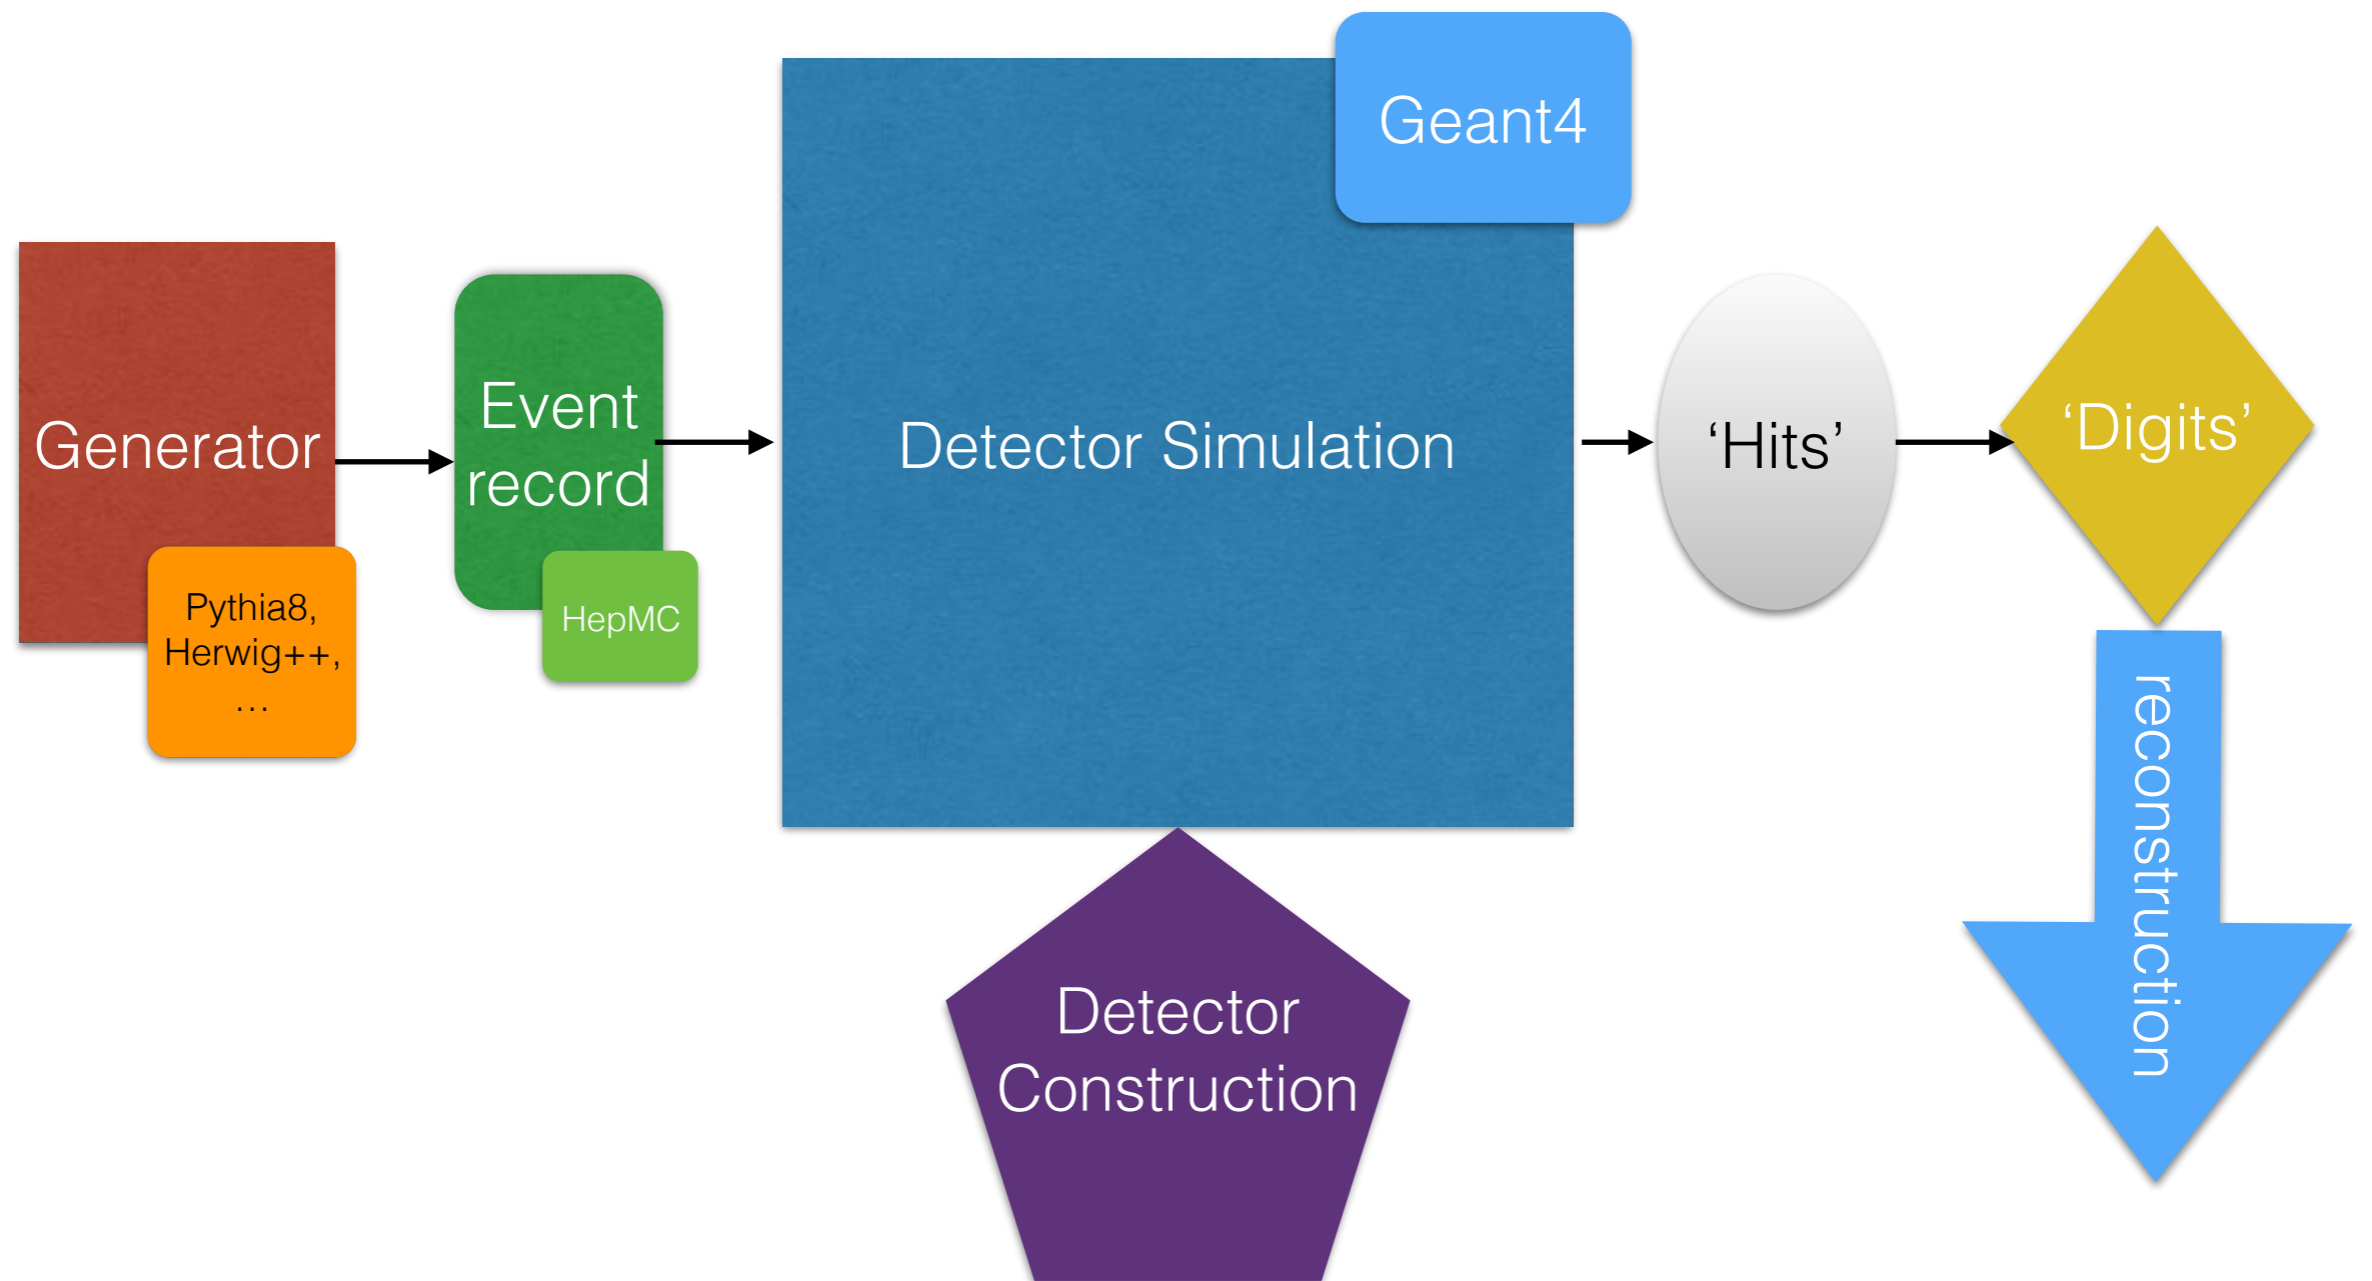 Geant4
Generator
Pythia8,
Herwig++,
…
Event
record
HepMC
Detector Simulation
‘Hits’
‘Digits’
reconstruction
Detector
Construction